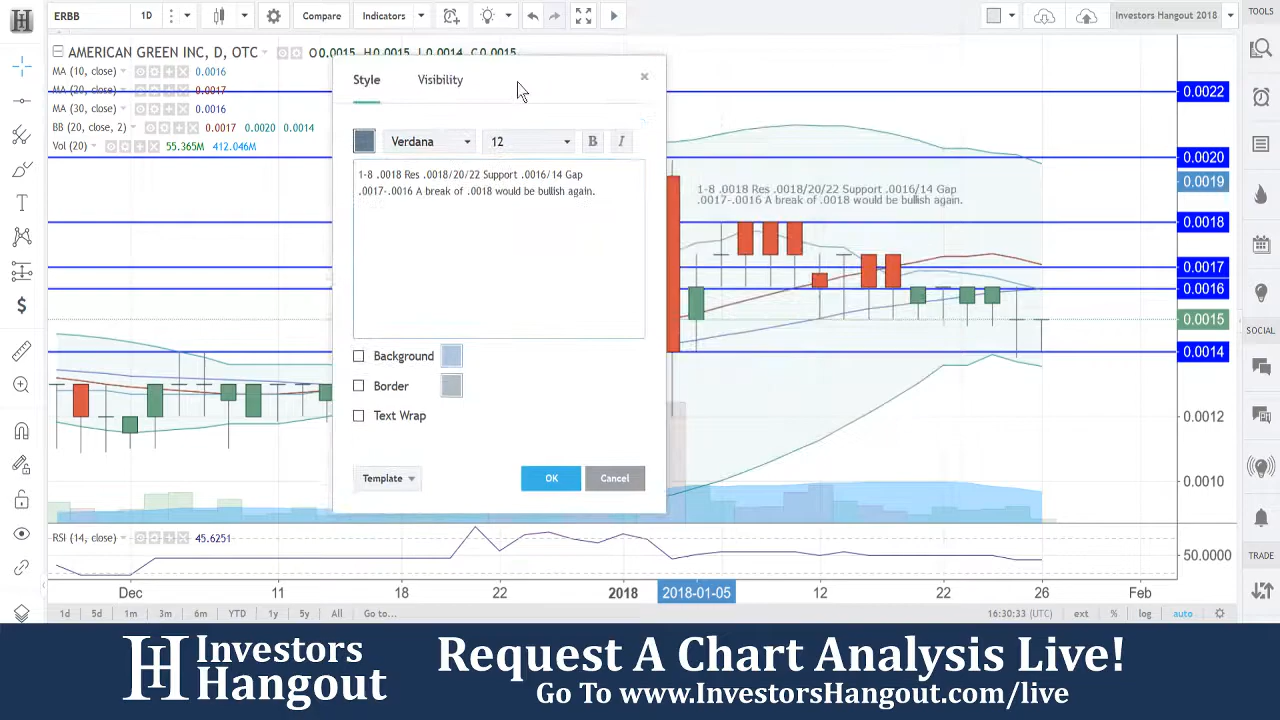 ERBB
1D
Compare
Indicators
Investors Hangout 2018
TOOLS
AMERICAN GREEN INC, D, OTC
O0.0015 H0.0015 L0.0014 C0.0015
MA (10, close) 0.0016
MA (20, close) 0.0017
MA (30, close) 0.0016
BB (20, close, 2) 0.0017 0.0020 0.0014
Vol (20) 55.365M 412.046M
Style
Visibility
×
Verdana
12
B
I
1-8 .0018 Res .0018/20/22 Support .0016/14 Gap
.0017-.0016 A break of .0018 would be bullish again.
Background
Border
Text Wrap
Template
OK
Cancel
1-8 .0018 Res .0018/20/22 Support .0016/14 Gap
.0017-.0016 A break of .0018 would be bullish again.
0.0022
0.0020
0.0019
0.0018
0.0017
0.0016
0.0015
0.0014
0.0012
0.0010
SOCIAL
TRADE
RSI (14, close) 45.6251
50.0000
Dec
11
18
22
2018
2018-01-05
12
22
26
Feb
1d
5d
1m
3m
6m
YTD
1y
5y
All
Go to...
16:30:33 (UTC)
ext
%
log
auto
Investors
Hangout
Request A Chart Analysis Live!
Go To www.InvestorsHangout.com/live